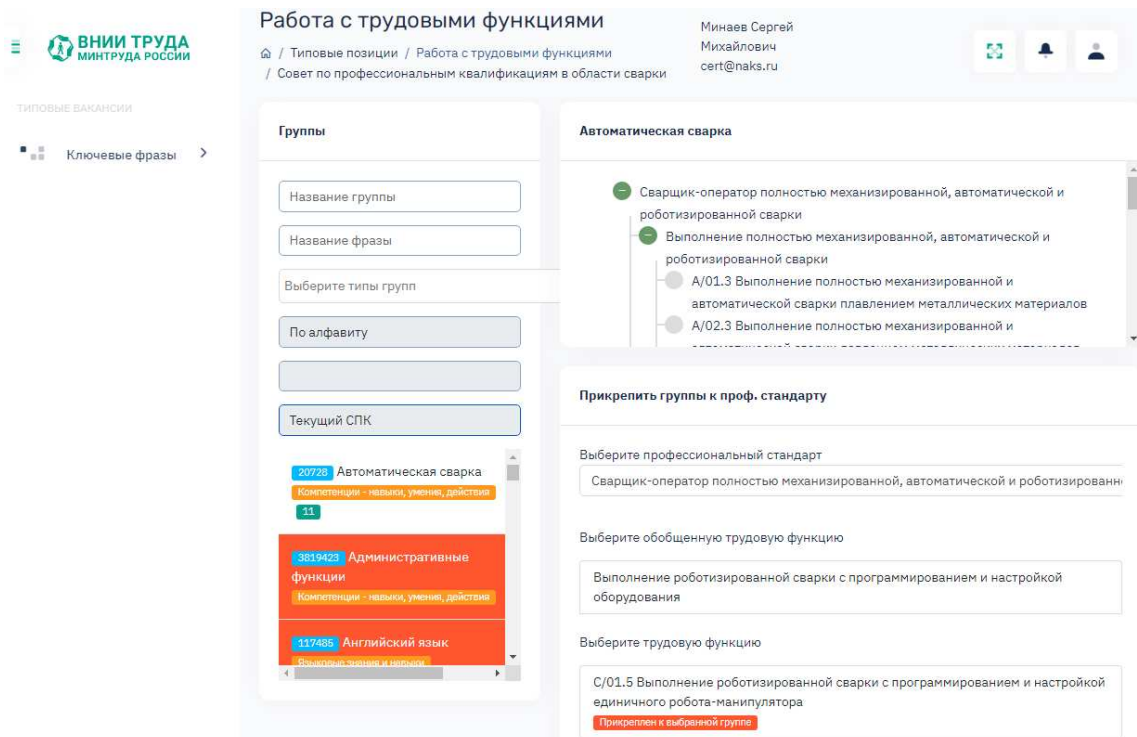 ВНИИ ТРУДА
МИНТРУДА РОССИИ
ТИПОВЫЕ ВАКАНСИИ
Ключевые фразы
Работа с трудовыми функциями
/ Типовые позиции / Работа с трудовыми функциями
/ Совет по профессиональным квалификациям в области сварки
Минаев Сергей
Михайлович
cert@naks.ru
Группы
Название группы
Название фразы
Выберите типы групп
По алфавиту
Текущий СПК
20728 Автоматическая сварка
Компетенции - навыки, умения, действия
11
3819423 Административные
функции
Компетенции - навыки, умения, действия
117485 Английский язык
Языковые знания и навыки
Автоматическая сварка
Сварщик-оператор полностью механизированной, автоматической и
роботизированной сварки
Выполнение полностью механизированной, автоматической и
роботизированной сварки
А/01.3 Выполнение полностью механизированной и
автоматической сварки плавлением металлических материалов
А/02.3 Выполнение полностью механизированной и
Прикрепить группы к проф. стандарту
Выберите профессиональный стандарт
Сварщик-оператор полностью механизированной, автоматической и роботизированн
Выберите обобщенную трудовую функцию
Выполнение роботизированной сварки с программированием и настройкой
оборудования
Выберите трудовую функцию
С/01.5 Выполнение роботизированной сварки с программированием и настройкой
единичного робота-манипулятора
Прикреплен к выбранной группе